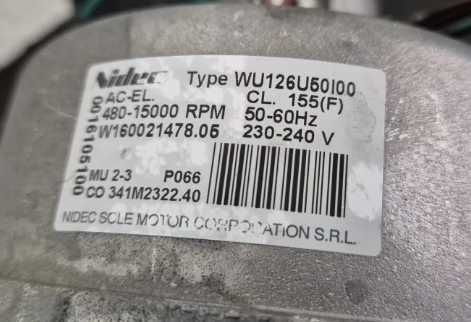 Nidec Type WU126U50I00
AC-EL. CL. 155(F)
480-15000 RPM 50-60Hz
W160021478.05 230-240 V
MU 2-3 P066
CO 341M2322.40
0016105100
NIDEC SOLE MOTOR CORPORATION S.R.L.